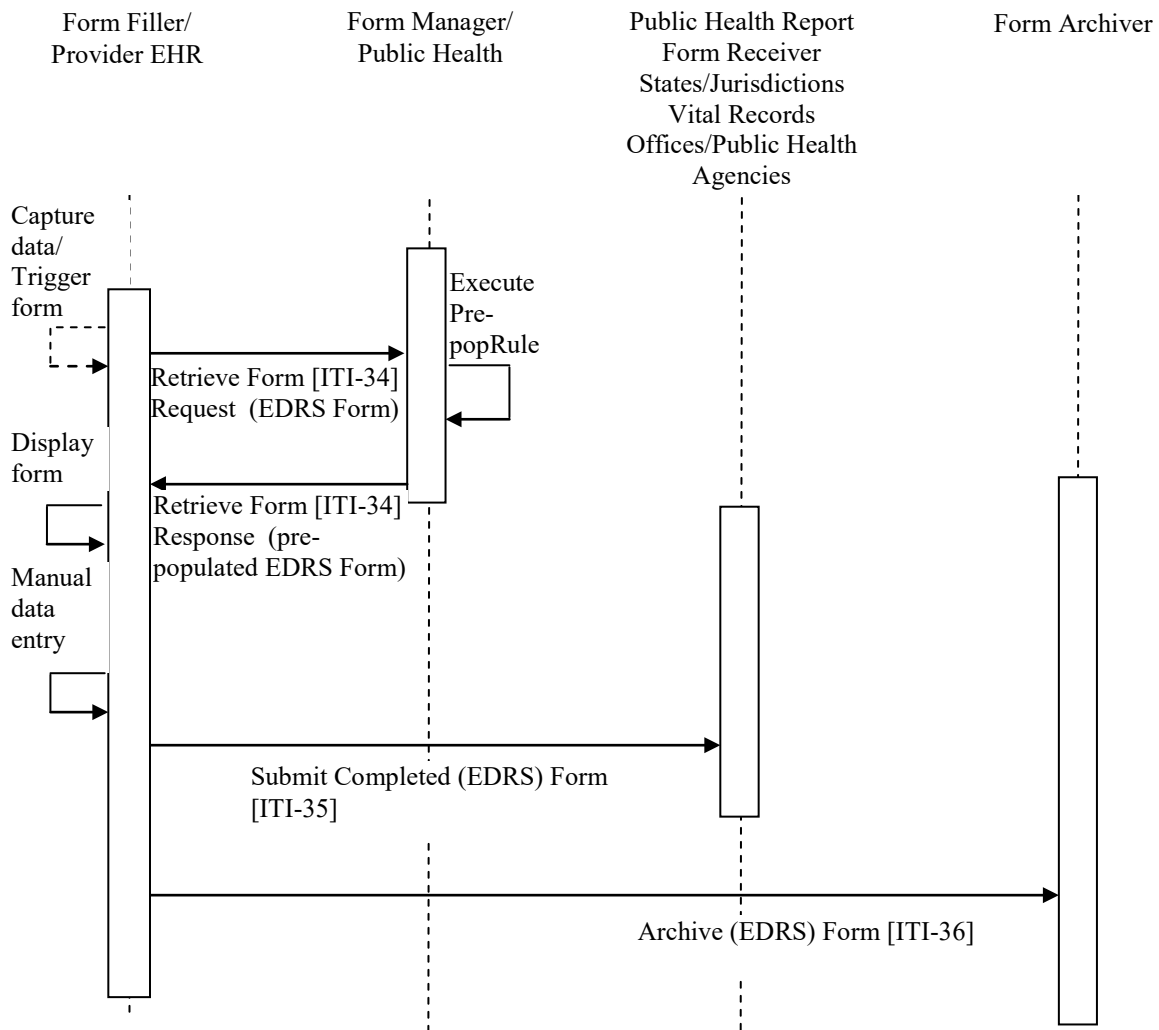 Form Filler/
Provider EHR
Form Manager/
Public Health
Public Health Report
Form Receiver
States/Jurisdictions
Vital Records
Offices/Public Health
Agencies
Form Archiver
Capture
data/
Trigger
form
Execute
Pre-
popRule
Retrieve Form [ITI-34]
Request (EDRS Form)
Display
form
Retrieve Form [ITI-34]
Response (pre-
populated EDRS Form)
Manual
data
entry
Submit Completed (EDRS) Form
[ITI-35]
Archive (EDRS) Form [ITI-36]